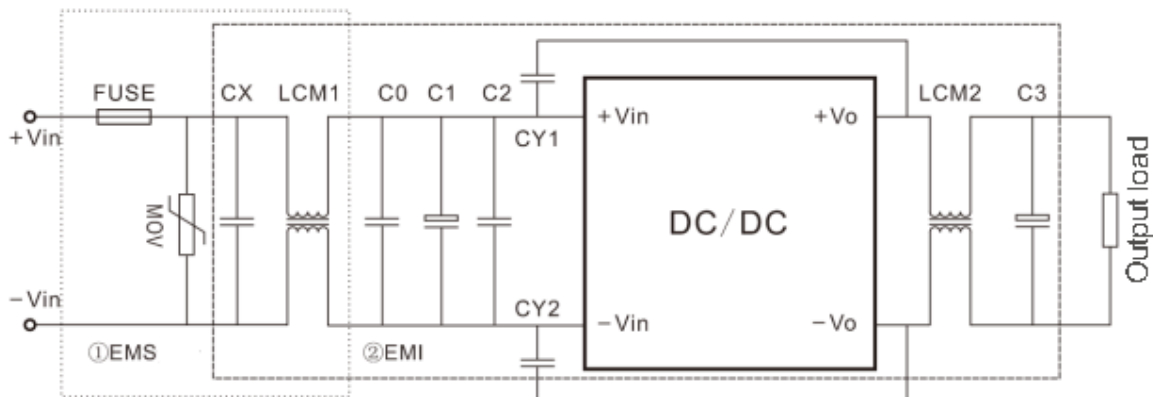 FUSE
CX
LCM1
C0
C1
C2
CY1
LCM2
C3
+Vin
+Vin
+Vo
MOV
DC/DC
Output load
−Vin
CY2
−Vin
−Vo
①EMS
②EMI